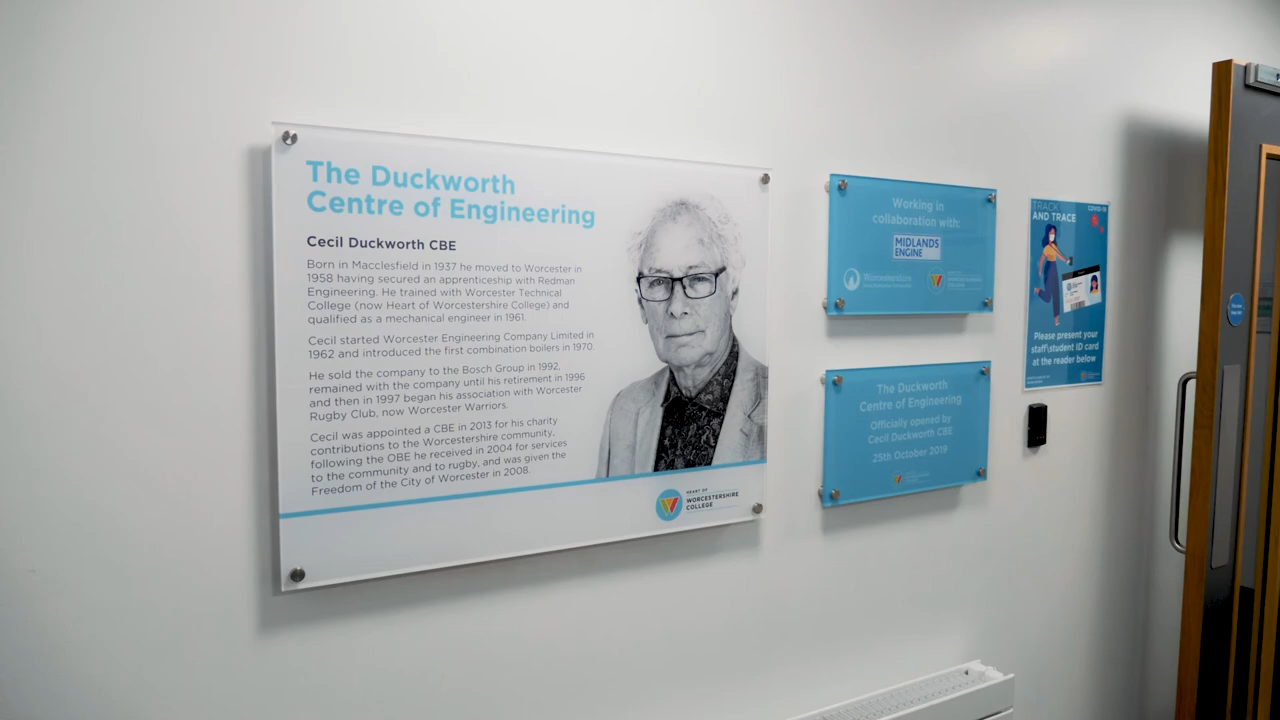 The Duckworth
Centre of Engineering
Cecil Duckworth CBE
Born in Macclesfield in 1937 he moved to Worcester in
1958 having secured an apprenticeship with Redman
Engineering. He trained with Worcester Technical
College (now Heart of Worcestershire College) and
qualified as a mechanical engineer in 1961.
Cecil started Worcester Engineering Company Limited in
1962 and introduced the first combination boilers in 1970.
He sold the company to the Bosch Group in 1992,
remained with the company until his retirement in 1996
and then in 1997 began his association with Worcester
Rugby Club, now Worcester Warriors.
Cecil was appointed a CBE in 2013 for his charity
contributions to the Worcestershire community,
following the OBE he received in 2004 for services
to the community and to rugby, and was given the
Freedom of the City of Worcester in 2008.
HEART OF
WORCESTERSHIRE
COLLEGE
Working in
collaboration with:
MIDLANDS
ENGINE
Worcestershire
The Duckworth
Centre of Engineering
Officially opened by
Cecil Duckworth CBE
25th October 2019
TRACK
AND TRACE
COVID-19
Please present your
staff\student ID card
at the reader below